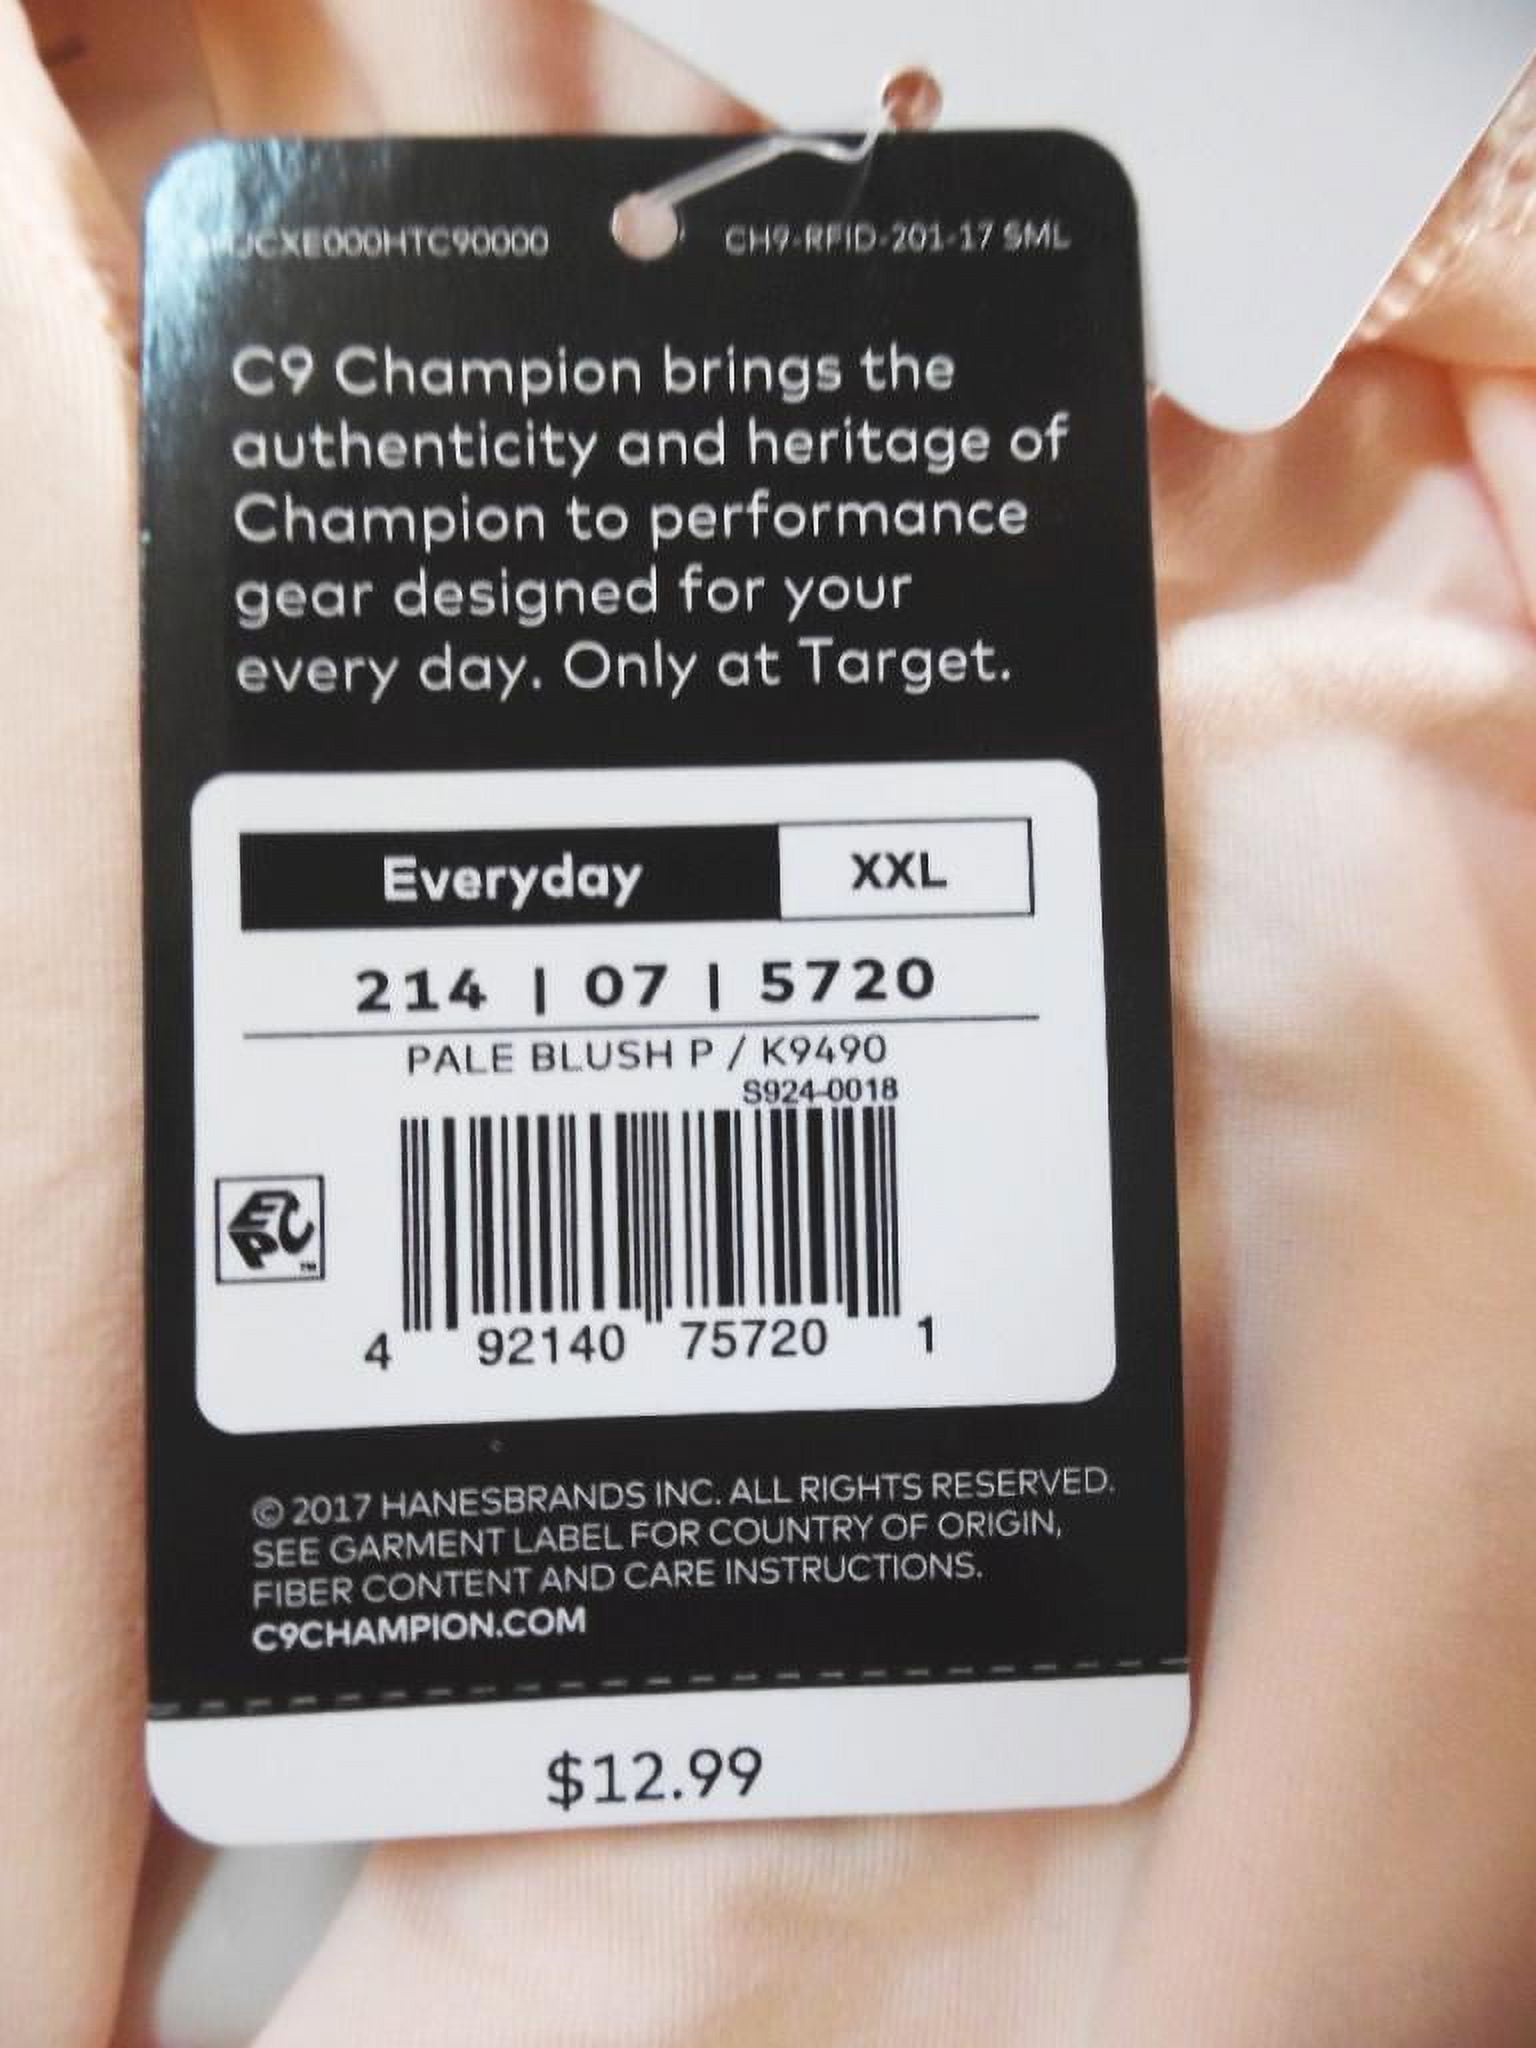 CH9-RFID-201-17 SML
C9 Champion brings the
authenticity and heritage of
Champion to performance
gear designed for your
every day. Only at Target.
Everyday XXL
214 | 07 | 5720
PALE BLUSH P / K9490
S924-0018
EPC™
4 92140 75720 1
© 2017 HANESBRANDS INC. ALL RIGHTS RESERVED.
SEE GARMENT LABEL FOR COUNTRY OF ORIGIN,
FIBER CONTENT AND CARE INSTRUCTIONS.
C9CHAMPION.COM
$12.99